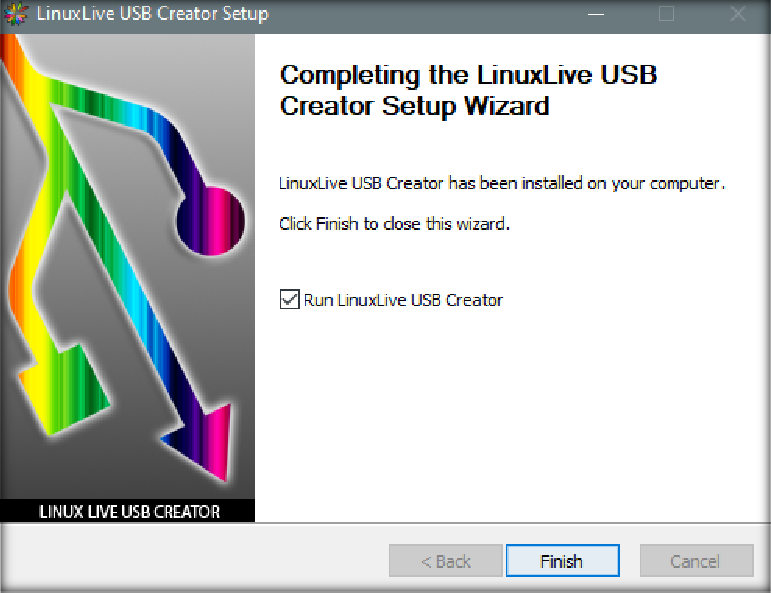 LinuxLive USB Creator Setup
Completing the LinuxLive USB
Creator Setup Wizard
LinuxLive USB Creator has been installed on your computer.
Click Finish to close this wizard.
Run LinuxLive USB Creator
LINUX LIVE USB CREATOR
< Back
Finish
Cancel